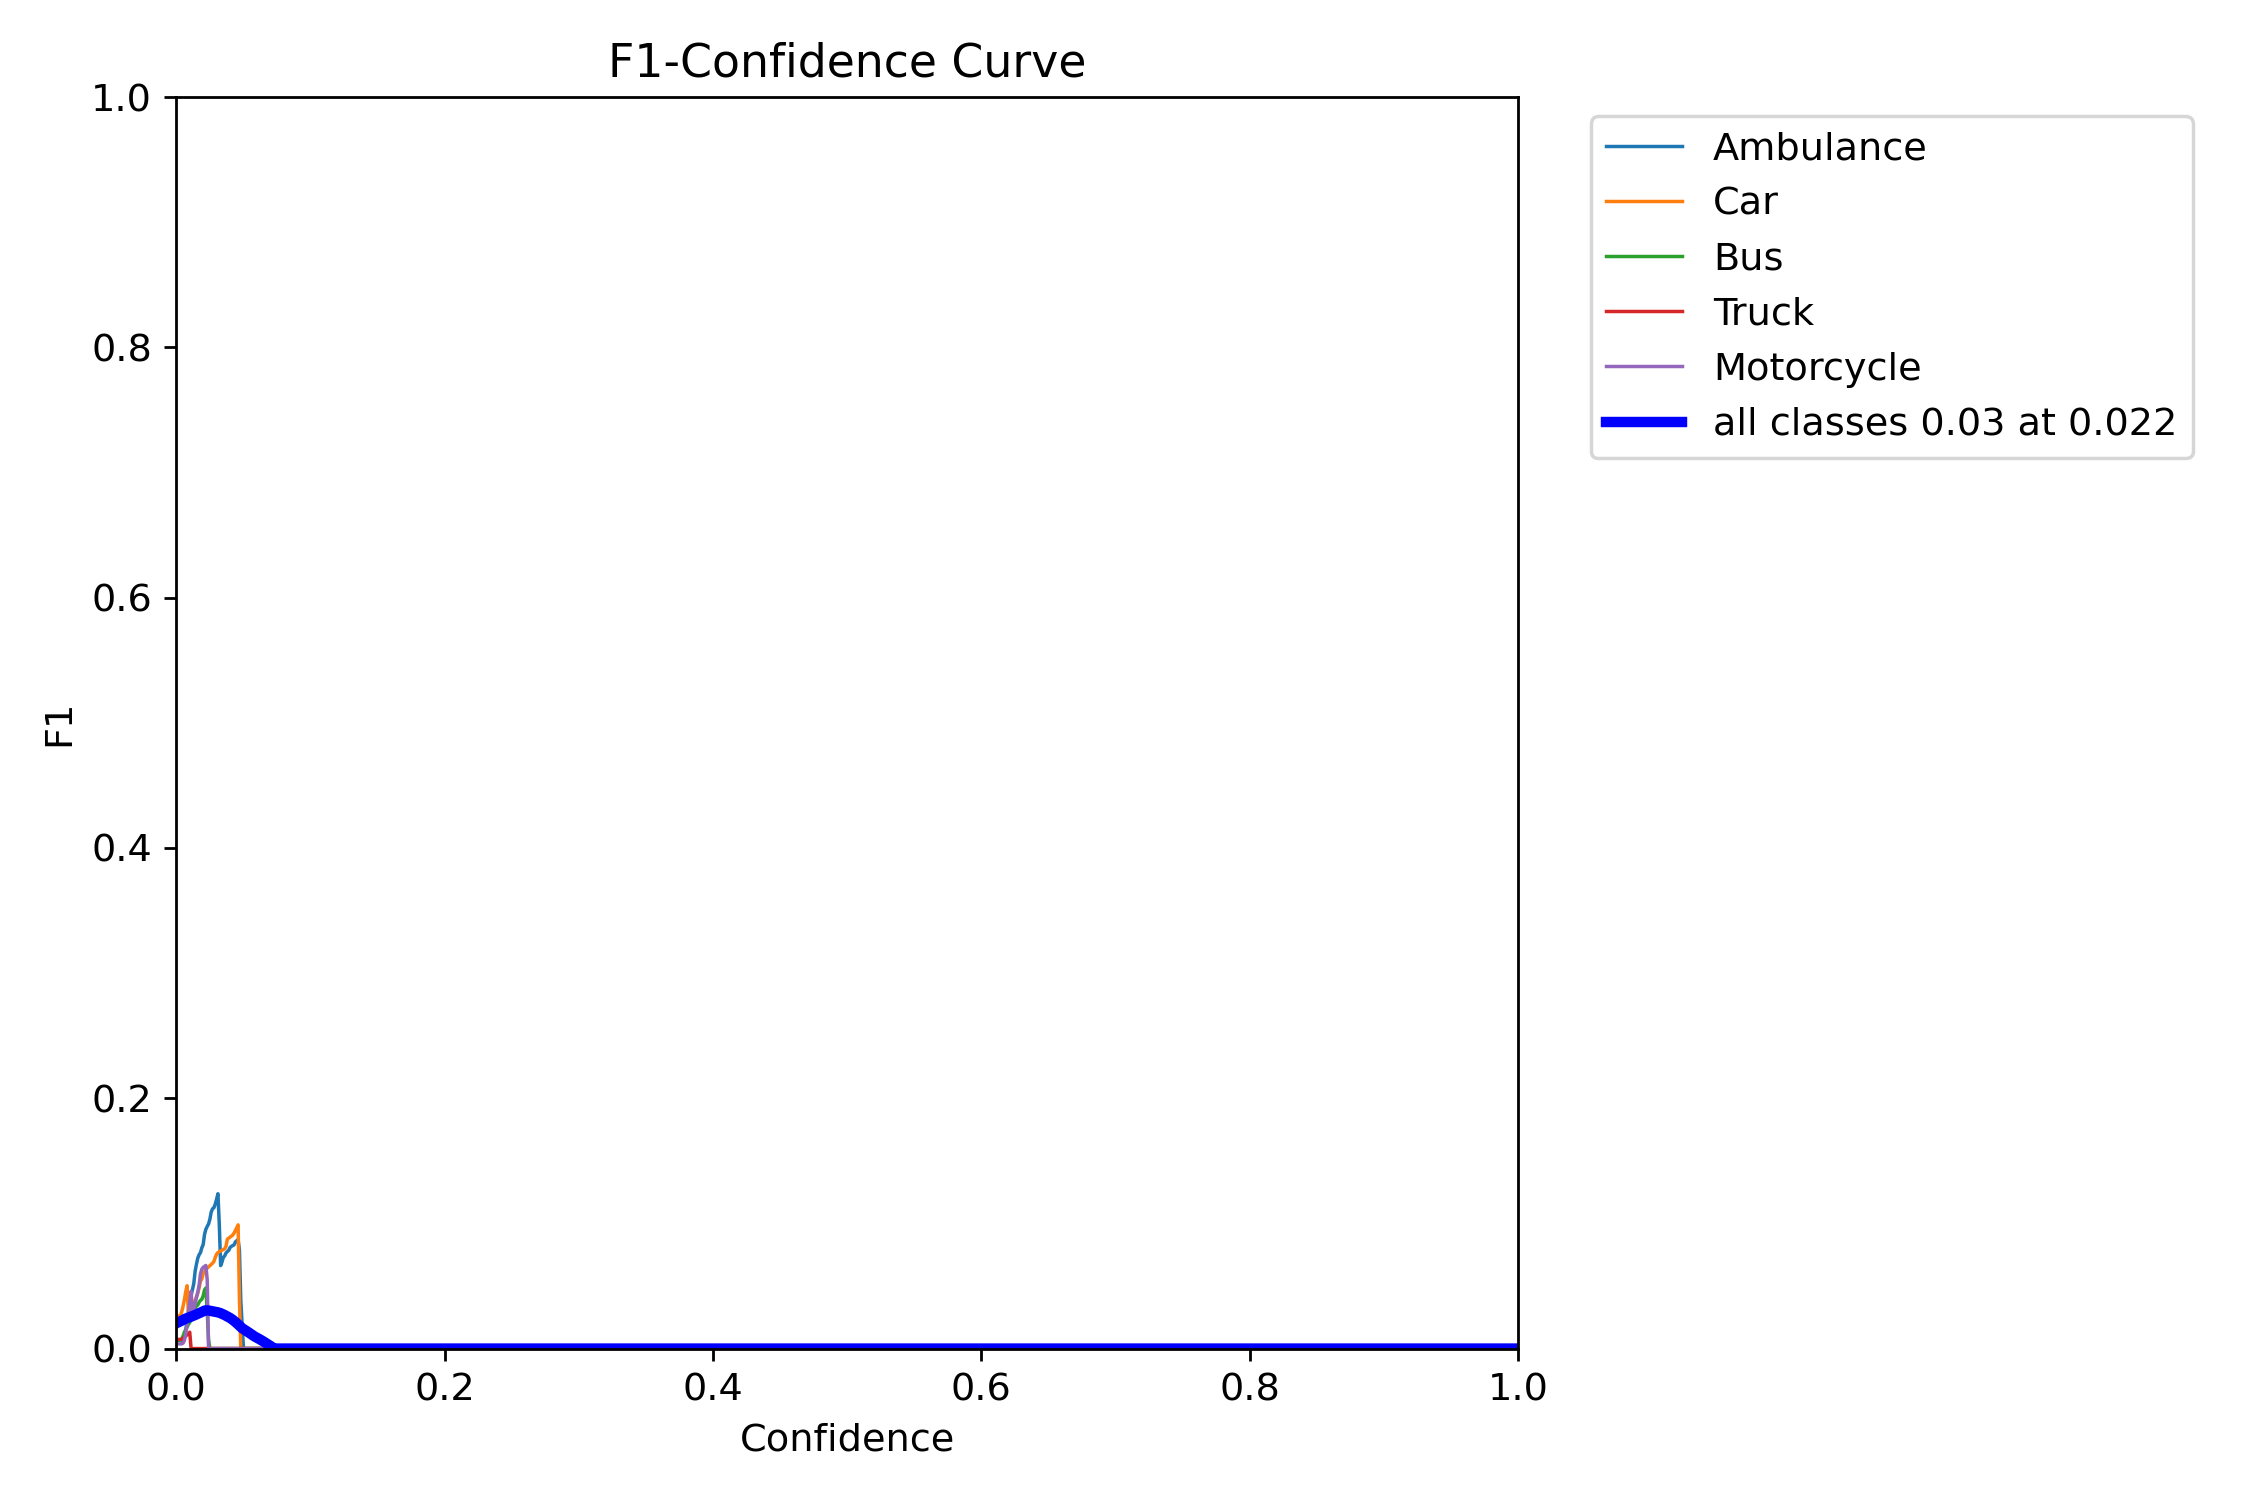 F1-Confidence Curve
1.0
0.8
0.6
0.4
0.2
0.0
F1
0.0 0.2 0.4 0.6 0.8 1.0
Confidence
Ambulance
Car
Bus
Truck
Motorcycle
all classes 0.03 at 0.022